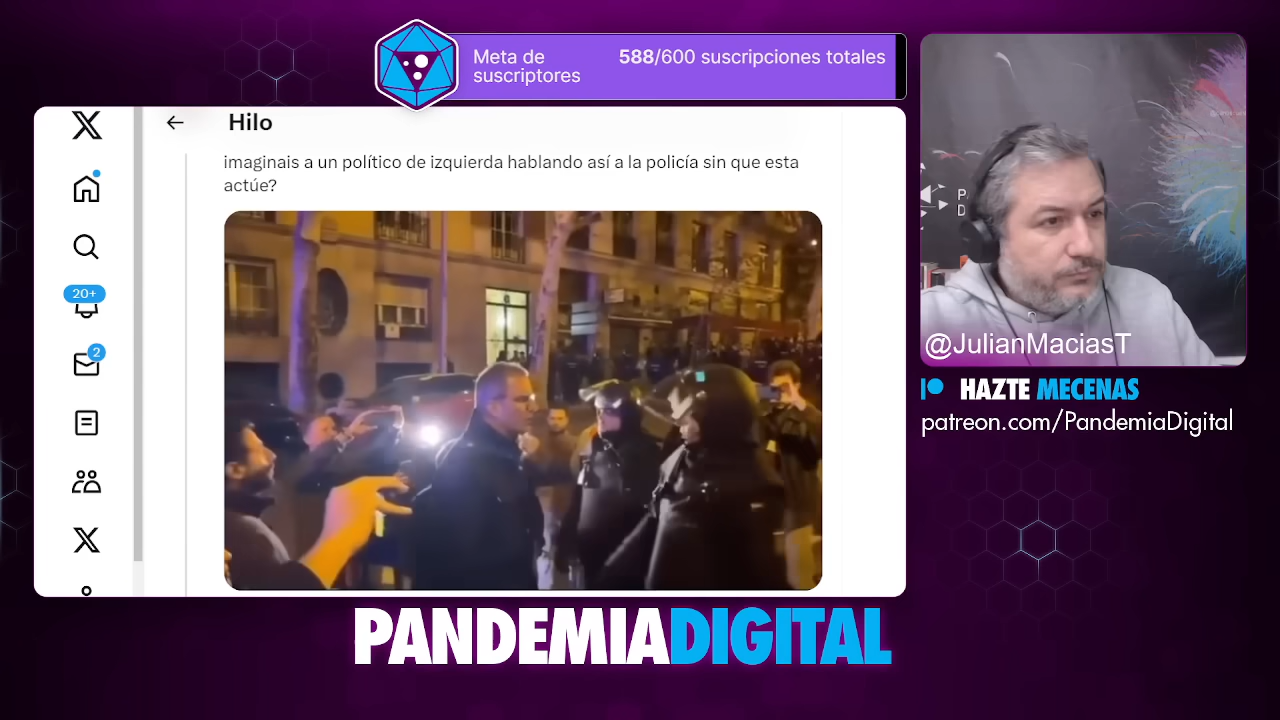 Meta de
suscriptores
588/600 suscripciones totales
Hilo
imaginais a un político de izquierda hablando así a la policía sin que esta
actúe?
20+
2
P
D
@JulianMaciasT
HAZTE MECENAS
patreon.com/PandemiaDigital
PANDEMIADIGITAL